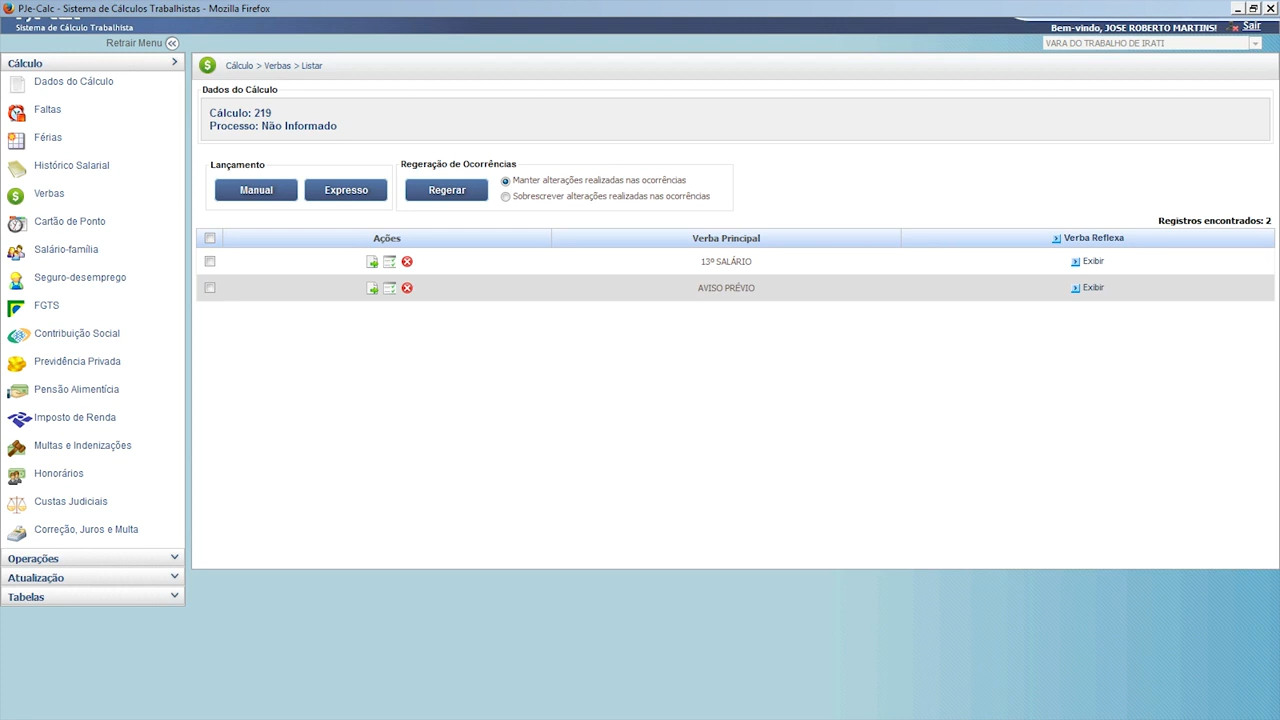 PJe-Calc - Sistema de Cálculos Trabalhistas - Mozilla Firefox
Sistema de Cálculo Trabalhista
Bem-vindo, JOSE ROBERTO MARTINS!
Sair
Retrair Menu
VARA DO TRABALHO DE IRATI
Cálculo
Dados do Cálculo
Faltas
Férias
Histórico Salarial
Verbas
Cartão de Ponto
Salário-família
Seguro-desemprego
FGTS
Contribuição Social
Previdência Privada
Pensão Alimentícia
Imposto de Renda
Multas e Indenizações
Honorários
Custas Judiciais
Correção, Juros e Multa
Operações
Atualização
Tabelas
Cálculo > Verbas > Listar
Dados do Cálculo
Cálculo: 219
Processo: Não Informado
Lançamento
Manual
Expresso
Regeração de Ocorrências
Regerar
Manter alterações realizadas nas ocorrências
Sobrescrever alterações realizadas nas ocorrências
Registros encontrados: 2
Ações
Verba Principal
Verba Reflexa
13º SALÁRIO
Exibir
AVISO PRÉVIO
Exibir